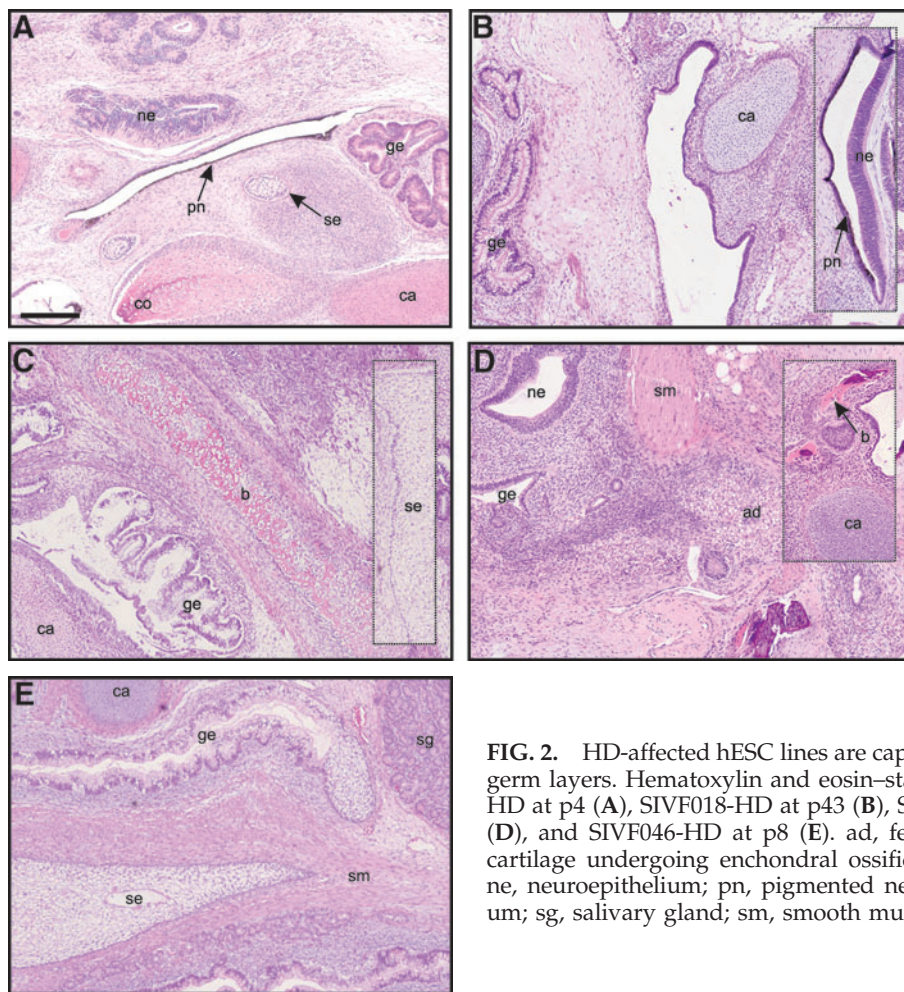 A
ne
ge
pn
se
co
ca
B
ca
ne
ge
pn
C
b
se
ge
ca
D
ne
sm
b
ge
ad
ca
E
ca
ge
sg
sm
se
FIG. 2. HD-affected hESC lines are cap
germ layers. Hematoxylin and eosin–sta
HD at p4 (A), SIVF018-HD at p43 (B), S
(D), and SIVF046-HD at p8 (E). ad, fe
cartilage undergoing enchondral ossific
ne, neuroepithelium; pn, pigmented ne
um; sg, salivary gland; sm, smooth mu